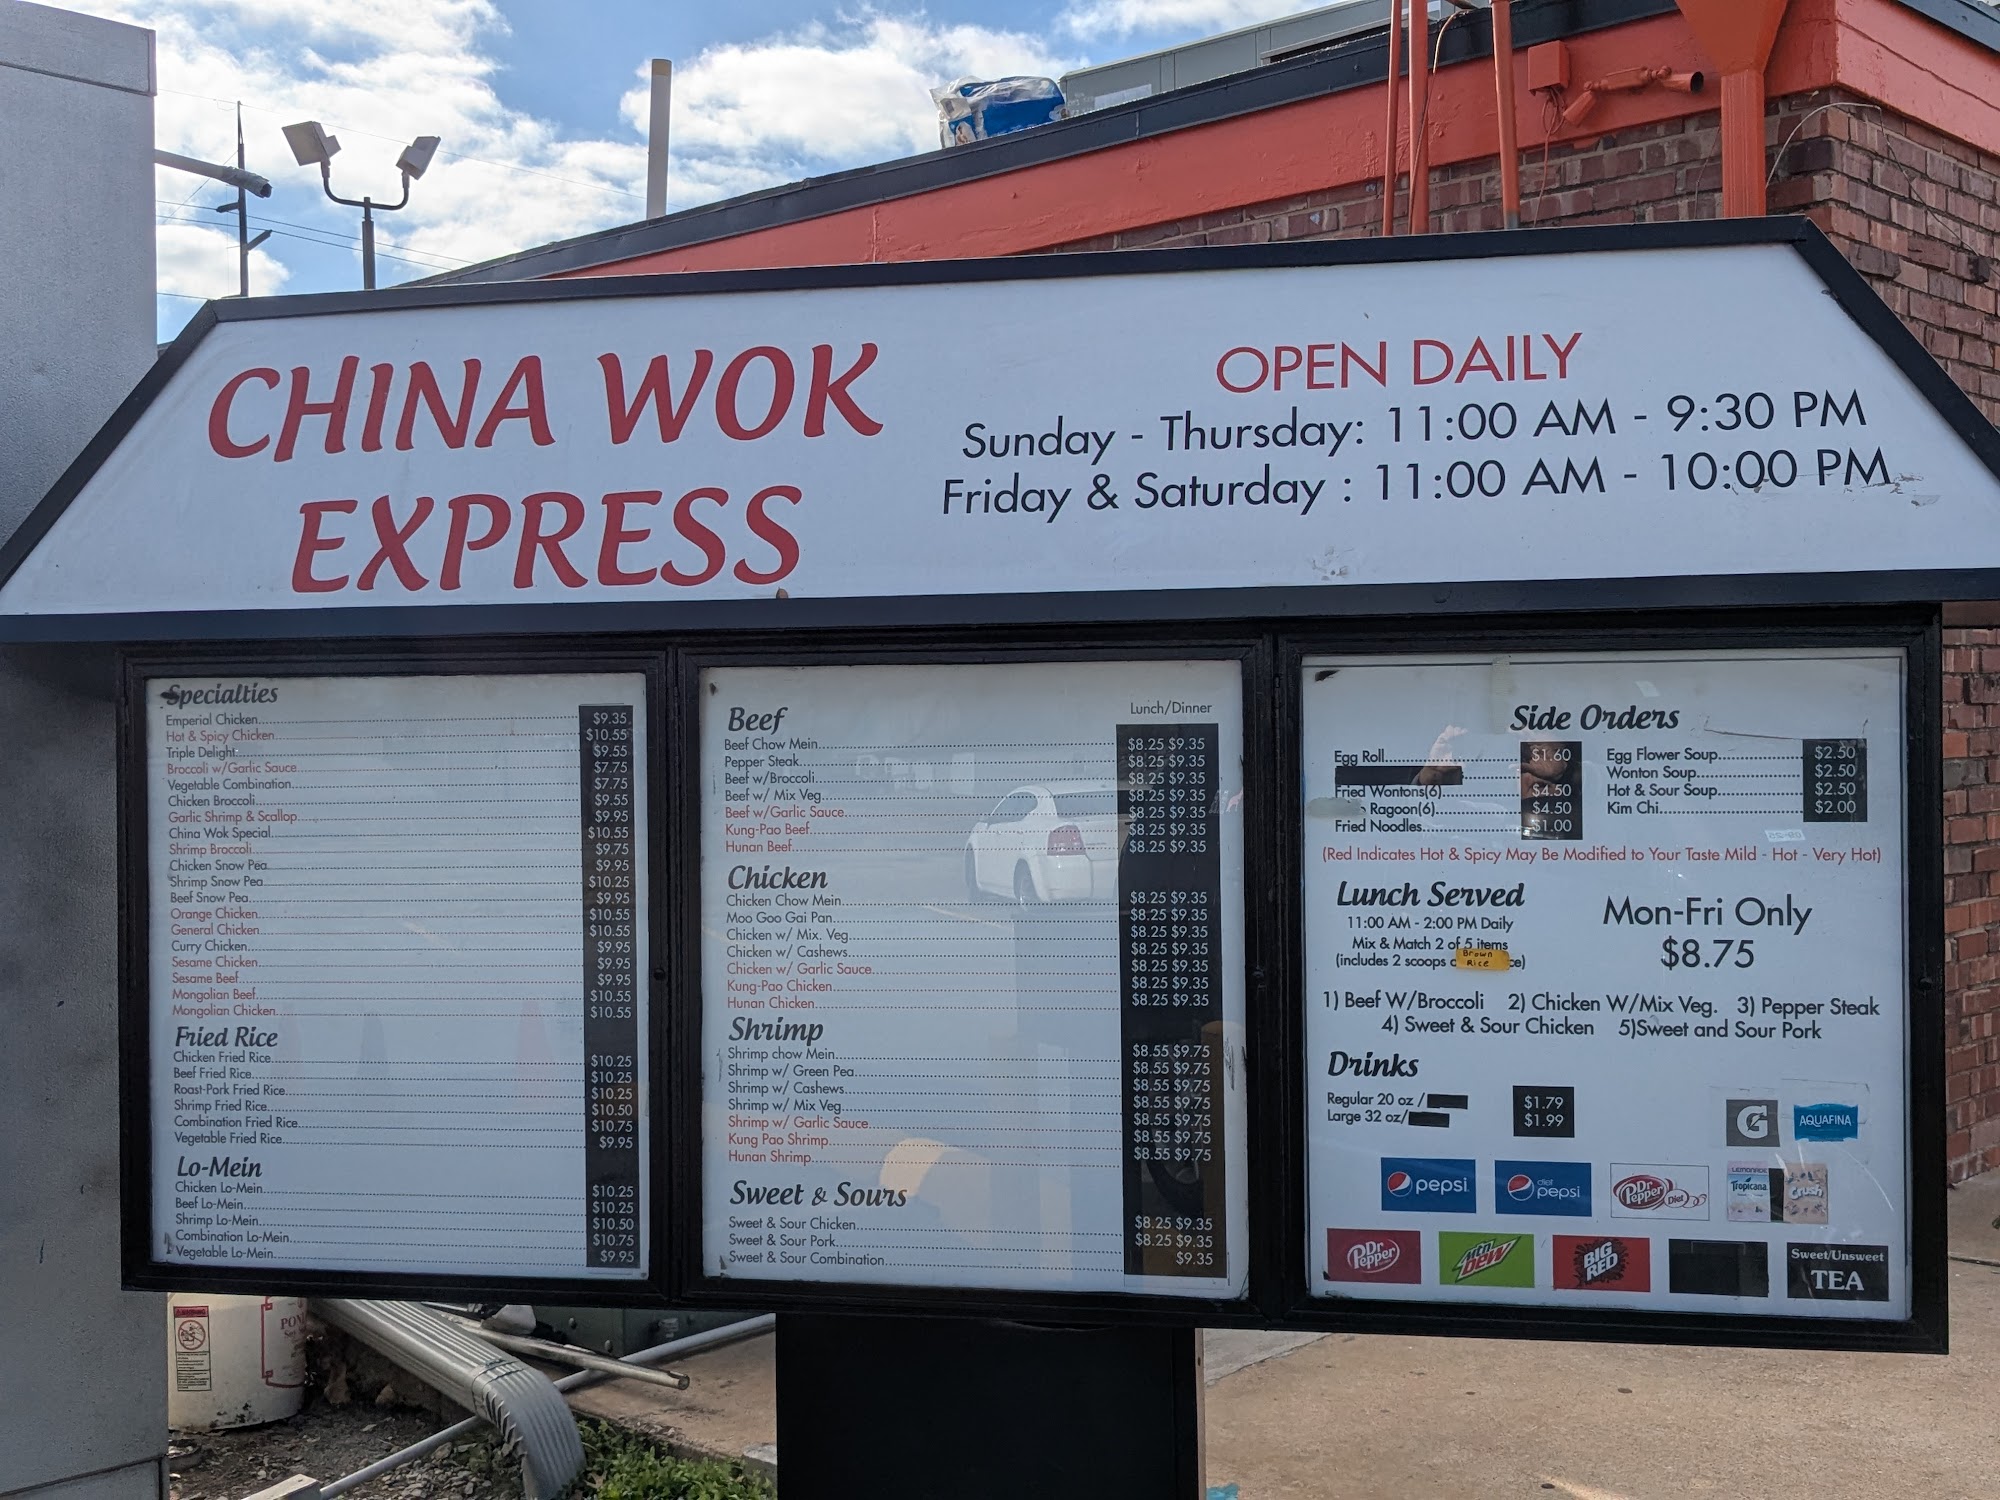 CHINA WOK
EXPRESS
OPEN DAILY
Sunday - Thursday: 11:00 AM - 9:30 PM
Friday & Saturday : 11:00 AM - 10:00 PM
Specialties
Emperial Chicken $9.35
Hot & Spicy Chicken $10.55
Triple Delight $9.55
Broccoli w/Garlic Sauce $7.75
Vegetable Combination $7.75
Chicken Broccoli $9.55
Garlic Shrimp & Scallop $9.95
China Wok Special $10.55
Shrimp Broccoli $9.75
Chicken Snow Pea $9.95
Shrimp Snow Pea $10.25
Beef Snow Pea $9.95
Orange Chicken $10.55
General Chicken $10.55
Curry Chicken $9.95
Sesame Chicken $9.95
Sesame Beef $9.95
Mongolian Beef $10.55
Mongolian Chicken $10.55
Fried Rice
Chicken Fried Rice $10.25
Beef Fried Rice $10.25
Roast-Pork Fried Rice $10.25
Shrimp Fried Rice $10.50
Combination Fried Rice $10.75
Vegetable Fried Rice $9.95
Lo-Mein
Chicken Lo-Mein $10.25
Beef Lo-Mein $10.25
Shrimp Lo-Mein $10.50
Combination Lo-Mein $10.75
Vegetable Lo-Mein $9.95
Lunch/Dinner
Beef
Beef Chow Mein $8.25 $9.35
Pepper Steak $8.25 $9.35
Beef w/Broccoli $8.25 $9.35
Beef w/ Mix Veg $8.25 $9.35
Beef w/Garlic Sauce $8.25 $9.35
Kung-Pao Beef $8.25 $9.35
Hunan Beef $8.25 $9.35
Chicken
Chicken Chow Mein $8.25 $9.35
Moo Goo Gai Pan $8.25 $9.35
Chicken w/ Mix. Veg $8.25 $9.35
Chicken w/ Cashews $8.25 $9.35
Chicken w/ Garlic Sauce $8.25 $9.35
Kung-Pao Chicken $8.25 $9.35
Hunan Chicken $8.25 $9.35
Shrimp
Shrimp chow Mein $8.55 $9.75
Shrimp w/ Green Pea $8.55 $9.75
Shrimp w/ Cashews $8.55 $9.75
Shrimp w/ Mix Veg $8.55 $9.75
Shrimp w/ Garlic Sauce $8.55 $9.75
Kung Pao Shrimp $8.55 $9.75
Hunan Shrimp $8.55 $9.75
Sweet & Sours
Sweet & Sour Chicken $8.25 $9.35
Sweet & Sour Pork $8.25 $9.35
Sweet & Sour Combination $9.35
Side Orders
Egg Roll $1.60
Fried Wontons(6) $4.50
Ragoon(6) $4.50
Fried Noodles $1.00
Egg Flower Soup $2.50
Wonton Soup $2.50
Hot & Sour Soup $2.50
Kim Chi $2.00
(Red Indicates Hot & Spicy May Be Modified to Your Taste Mild - Hot - Very Hot)
Lunch Served
11:00 AM - 2:00 PM Daily
Mix & Match 2 of 5 items
(includes 2 scoops
Brown
Rice
Mon-Fri Only
$8.75
1) Beef W/Broccoli 2) Chicken W/Mix Veg. 3) Pepper Steak
4) Sweet & Sour Chicken 5)Sweet and Sour Pork
Drinks
Regular 20 oz / $1.79
Large 32 oz/ $1.99
G
AQUAFINA
pepsi
diet pepsi
Dr Pepper Diet
LEMONADE
Tropicana
Crush
Dr Pepper
mtn dew
BIG RED
Sweet/Unsweet
TEA